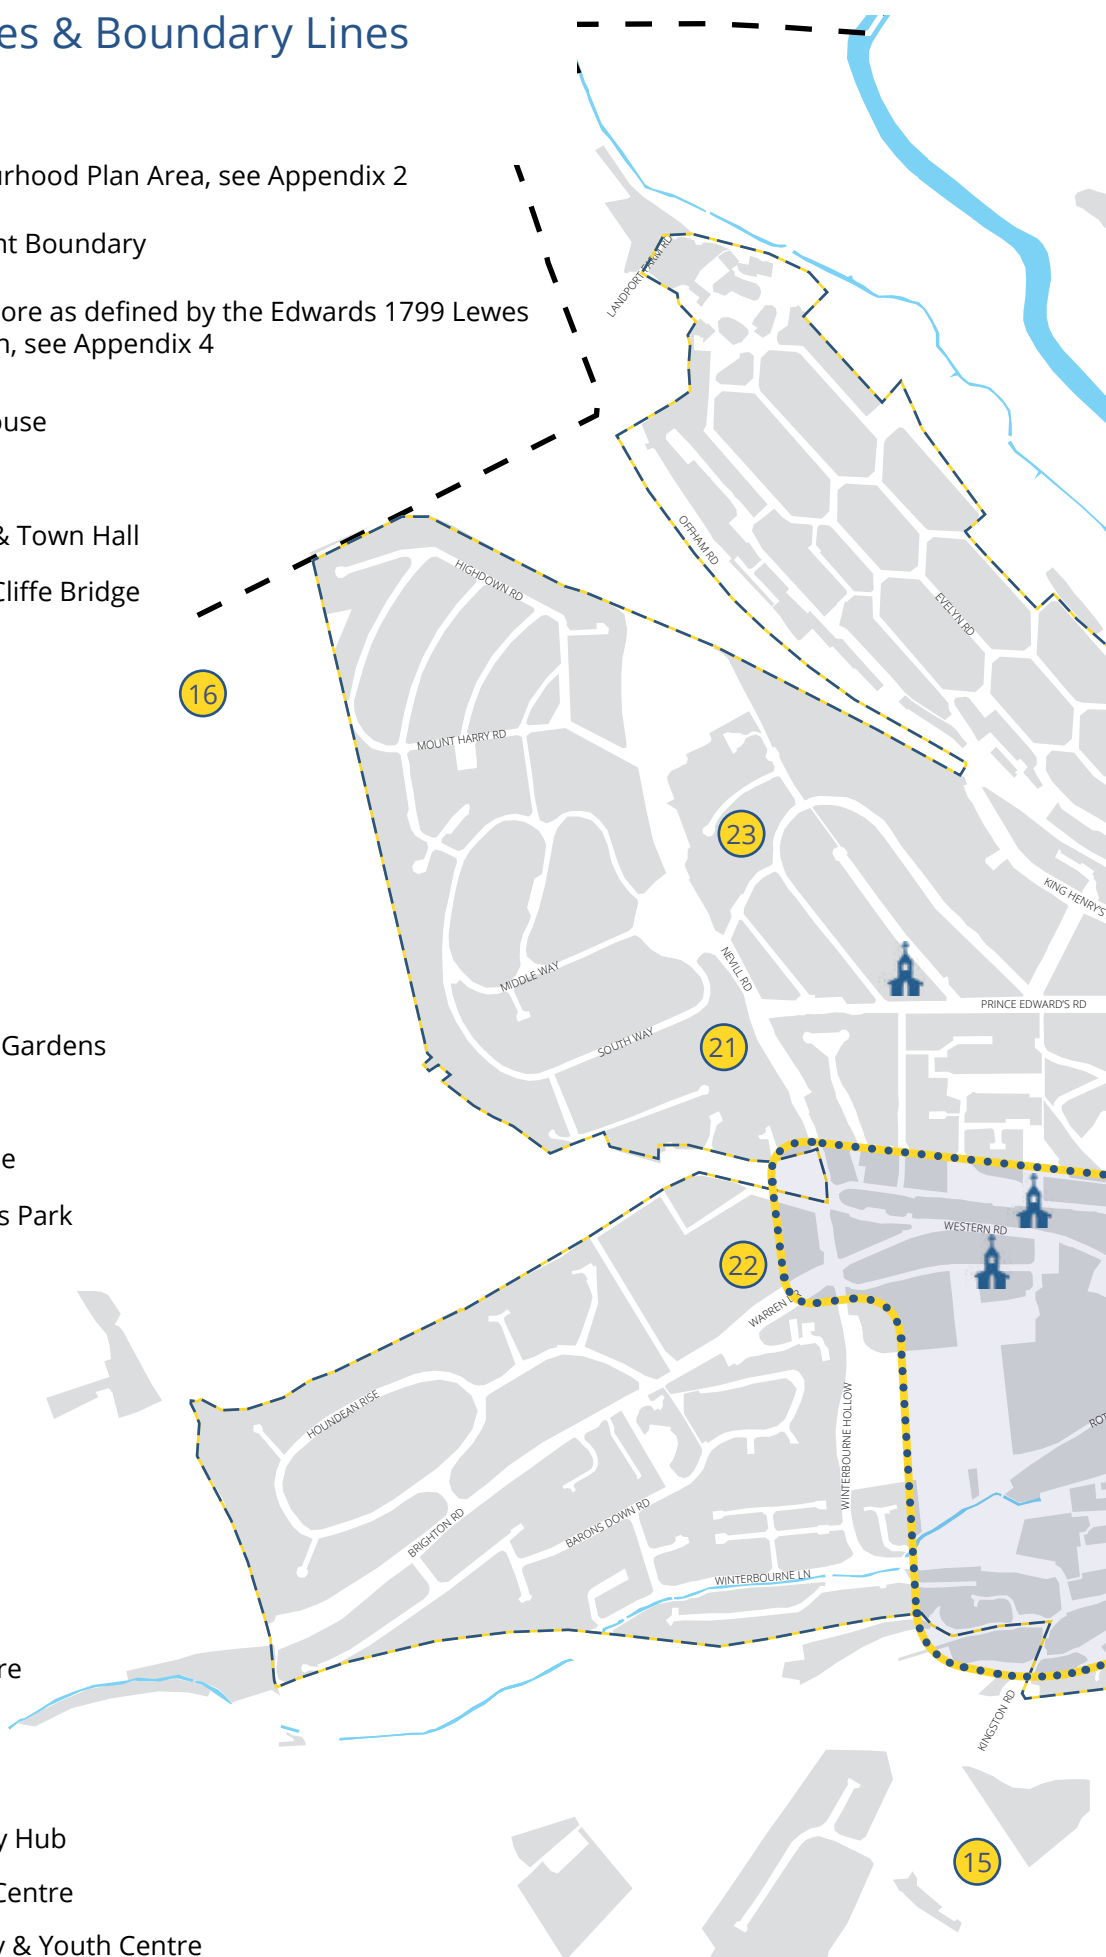 es & Boundary Lines
urhood Plan Area, see Appendix 2
nt Boundary
ore as defined by the Edwards 1799 Lewes
n, see Appendix 4
ouse
& Town Hall
Cliffe Bridge
LANDPORT FARM RD
OFFHAM RD
HIGHDOWN RD
EVELYN RD
16
MOUNT HARRY RD
23
KING HENRY'S
MIDDLE WAY
NEVILL RD
PRINCE EDWARD'S RD
Gardens
SOUTH WAY
21
e
s Park
WESTERN RD
22
WARREN
HOUNDEAN RISE
WINTERBOURNE HOLLOW
ROT
BRIGHTON RD
BARONS DOWN RD
WINTERBOURNE LN
re
KINGSTON RD
y Hub
15
Centre
y & Youth Centre